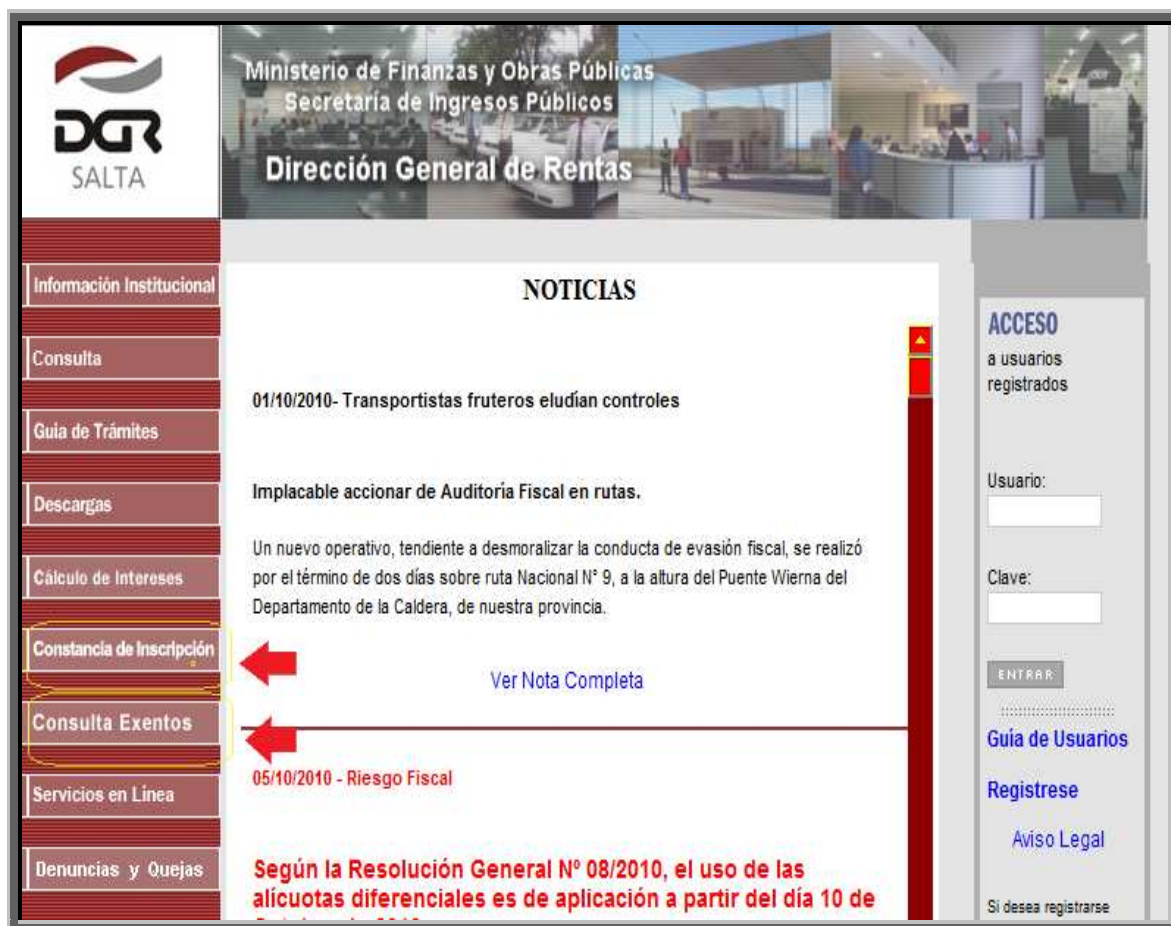 DGR
SALTA
Ministerio de Finanzas y Obras Públicas
Secretaría de Ingresos Públicos
Dirección General de Rentas
Información Institucional
Consulta
Guia de Trámites
Descargas
Cálculo de Intereses
Constancia de Inscripción
Consulta Exentos
Servicios en Línea
Denuncias y Quejas
NOTICIAS
01/10/2010- Transportistas fruteros eludían controles
Implacable accionar de Auditoría Fiscal en rutas.
Un nuevo operativo, tendiente a desmoralizar la conducta de evasión fiscal, se realizó
por el término de dos días sobre ruta Nacional N° 9, a la altura del Puente Wierna del
Departamento de la Caldera, de nuestra provincia.
Ver Nota Completa
05/10/2010 - Riesgo Fiscal
Según la Resolución General Nº 08/2010, el uso de las
alícuotas diferenciales es de aplicación a partir del día 10 de
ACCESO
a usuarios
registrados
Usuario:
Clave:
ENTRAR
Guía de Usuarios
Registrese
Aviso Legal
Si desea registrarse